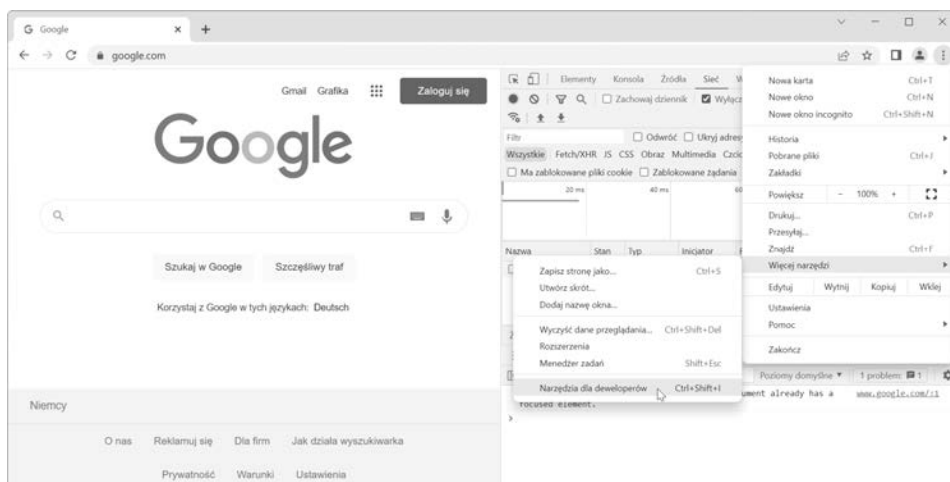 Google
google.com
Gmail Grafika
Zaloguj się
Google
Szukaj w Google Szczęśliwy traf
Korzystaj z Google w tych językach: Deutsch
Niemcy
O nas Reklamuj się Dla firm Jak działa wyszukiwarka
Prywatność Warunki Ustawienia
Elementy Konsola Źródła Sieć
Zachowaj dziennik Wyłącz
Filtr Odwróć Ukryj adresy
Wszystkie Fetch/XHR JS CSS Obraz Multimedia Czcic
Ma zablokowane pliki cookie Zablokowane żądania
20 ms 40 ms 60
Nazwa Stan Typ Inicjator
Zapisz stronę jako... Ctrl+S
Utwórz skrót...
Dodaj nazwę okna...
Wyczyść dane przeglądania... Ctrl+Shift+Del
Rozszerzenia
Menedżer zadań Shift+Esc
Narzędzia dla deweloperów Ctrl+Shift+I
Nowa karta Ctrl+T
Nowe okno Ctrl+N
Nowe okno incognito Ctrl+Shift+N
Historia
Pobrane pliki Ctrl+J
Zakładki
Powiększ - 100% +
Drukuj... Ctrl+P
Przesyłaj...
Znajdź Ctrl+F
Więcej narzędzi
Edytuj Wytnij Kopiuj Wklej
Ustawienia
Pomoc
Zakończ
Poziomy domyślne 1 problem: 1
ument already has a www.google.com/:1
focused element.